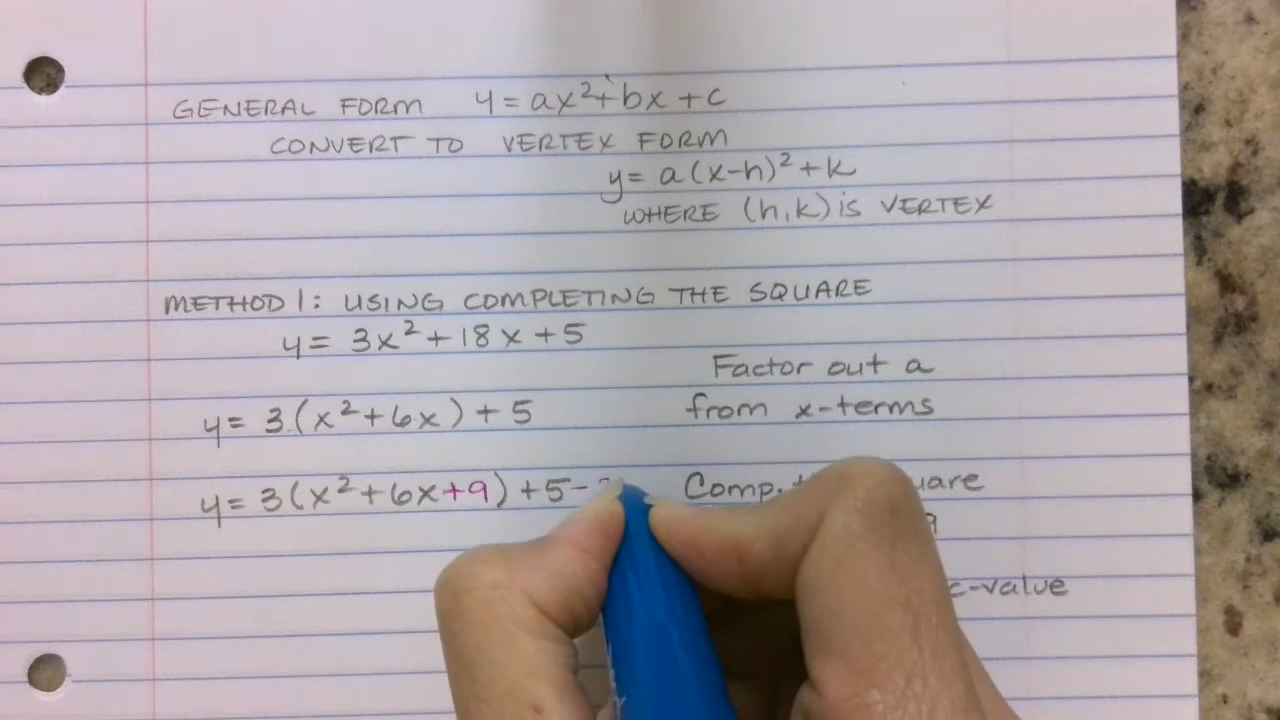 GENERAL FORM y = ax²+bx+c
CONVERT TO VERTEX FORM
y= a(x-h)²+k
WHERE (h,k) is VERTEX
METHOD 1: USING COMPLETING THE SQUARE
y= 3x²+18x+5
Factor out a
y= 3(x²+6x)+5 from x-terms
y= 3(x²+6x+9)+5- Comp.
c-value